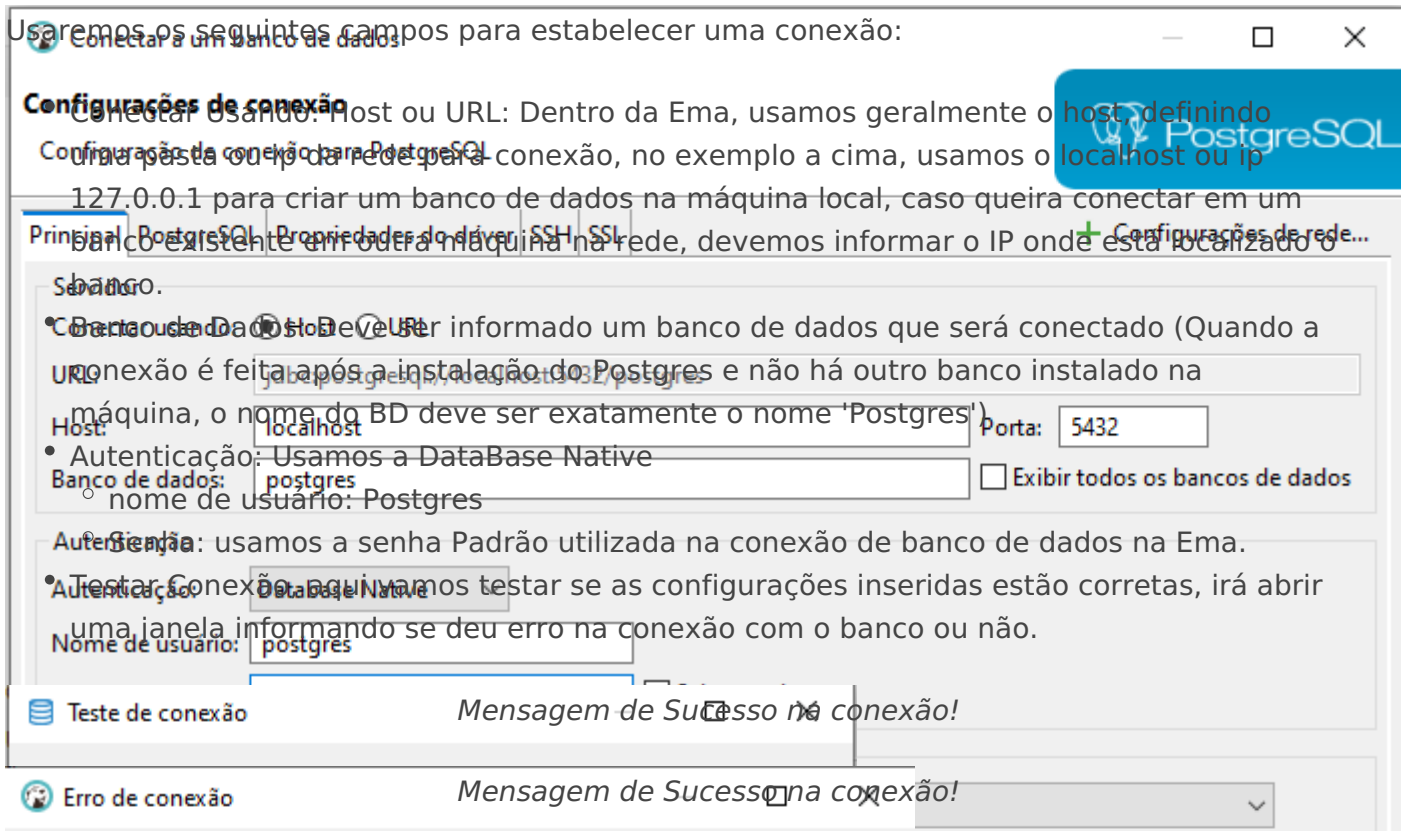 Usaremos os seguintes campos para estabelecer uma conexão:
Conectar a um banco de dados
Configurações de conexão
Configuração de conexão para PostgreSQL
PostgreSQL
Conectar Usando: Host ou URL: Dentro da Ema, usamos geralmente o host, definindo
uma pasta ou ip da rede para conexão, no exemplo a cima, usamos o localhost ou ip
127.0.0.1 para criar um banco de dados na máquina local, caso queira conectar em um
banco existente em outra máquina na rede, devemos informar o IP onde está localizado o
banco.
Principal PostgreSQL Propriedades do driver SSH SSL
Configurações de rede...
Servidor
Conectar usando: Host URL
Banco de Dados: Deve ser informado um banco de dados que será conectado (Quando a
conexão é feita após a instalação do Postgres e não há outro banco instalado na
máquina, o nome do BD deve ser exatamente o nome 'Postgres')
URL: jdbc:postgresql://localhost:5432/postgres
Host: localhost
Porta: 5432
Autenticação: Usamos a DataBase Native
Banco de dados: postgres
Exibir todos os bancos de dados
nome de usuário: Postgres
Senha: usamos a senha Padrão utilizada na conexão de banco de dados na Ema.
Autenticação
Testar Conexão, aqui vamos testar se as configurações inseridas estão corretas, irá abrir
uma janela informando se deu erro na conexão com o banco ou não.
Autenticação: Database Native
Nome de usuário: postgres
Teste de conexão
Mensagem de Sucesso na conexão!
Erro de conexão
Mensagem de Sucesso na conexão!